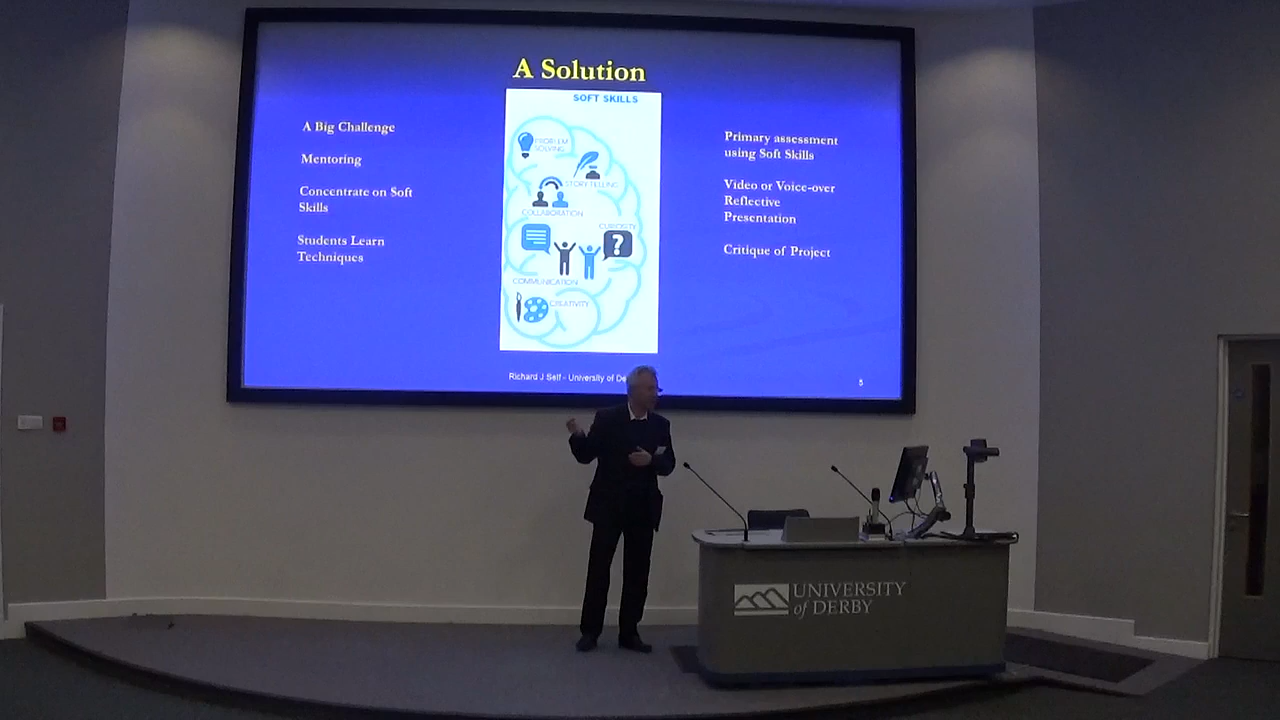 A Solution
A Big Challenge
Mentoring
Concentrate on Soft
Skills
Students Learn
Techniques
SOFT SKILLS
PROBLEM
SOLVING
STORYTELLING
COLLABORATION
CURIOSITY
COMMUNICATION
CREATIVITY
Primary assessment
using Soft Skills
Video or Voice-over
Reflective
Presentation
Critique of Project
Richard J Self - University of
5
UNIVERSITY
of DERBY